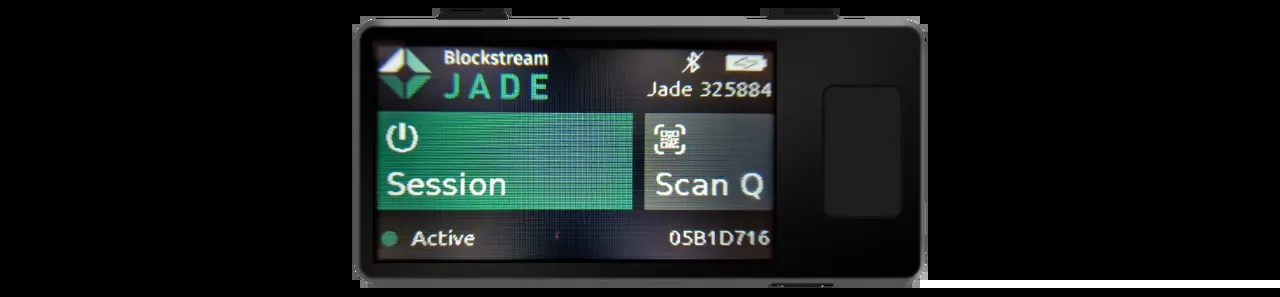 Blockstream
JADE
Jade 325884
Session
Scan Q
Active
05B1D716